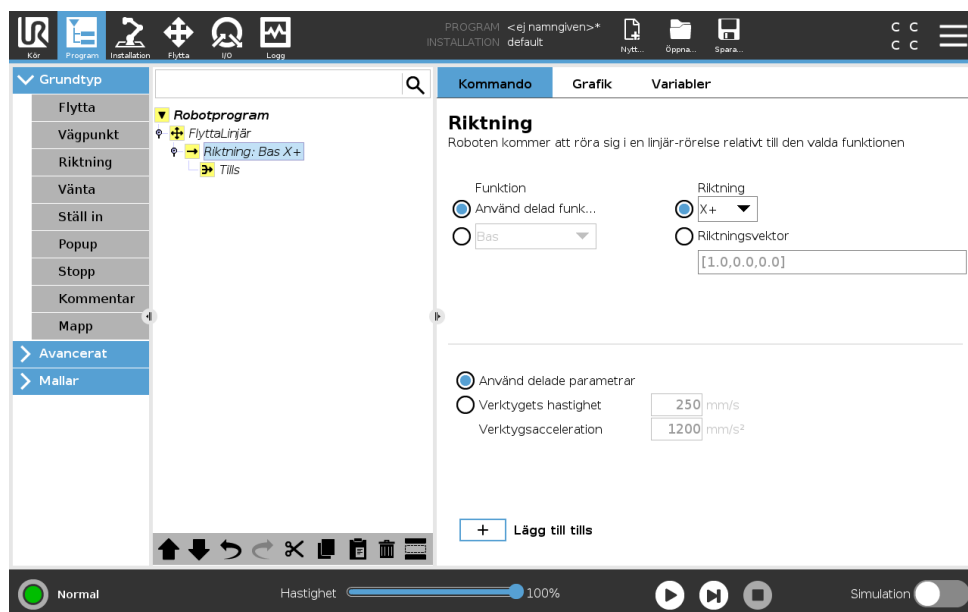 UR
PROGRAM <ej namngiven>*
INSTALLATION default
Kör Program Installation Flytta I/O Logg
Nytt... Öppna... Spara...
C C
C C
Grundtyp
Flytta
Vägpunkt
Riktning
Vänta
Ställ in
Popup
Stopp
Kommentar
Mapp
Avancerat
Mallar
Robotprogram
FlyttaLinjär
Riktning: Bas X+
Tills
Kommando Grafik Variabler
Riktning
Roboten kommer att röra sig i en linjär-rörelse relativt till den valda funktionen
Funktion
Använd delad funk...
Bas
Riktning
X+
Riktningsvektor
[1.0,0.0,0.0]
Använd delade parametrar
Verktygets hastighet 250 mm/s
Verktygsacceleration 1200 mm/s²
+ Lägg till tills
Normal
Hastighet 100%
Simulation